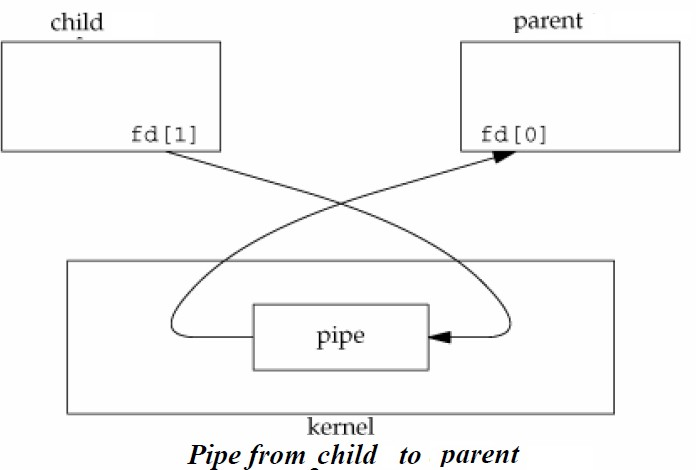 child parent
fd[1] fd[0]
pipe
kernel
Pipe from child to parent